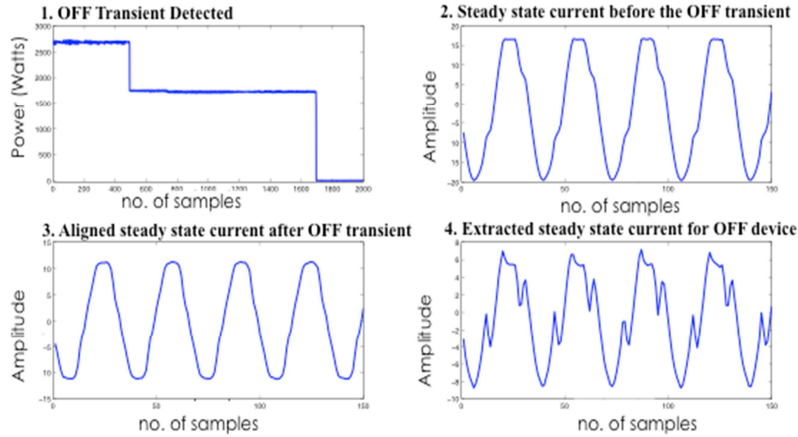 1. OFF Transient Detected
3000
2500
2000
1500
1000
500
0
Power (Watts)
0 200 400 600 800 1000 1200 1400 1600 1800 2000
no. of samples
2. Steady state current before the OFF transient
20
15
10
5
0
5
10
15
-20
Amplitude
0 50 100 150
no. of samples
3. Aligned steady state current after OFF transient
15
10
5
0
-5
10
-15
Amplitude
0 50 100 150
no. of samples
4. Extracted steady state current for OFF device
8
6
4
2
0
-2
-4
-6
-8
-10
Amplitude
0 50 100 150
no. of samples